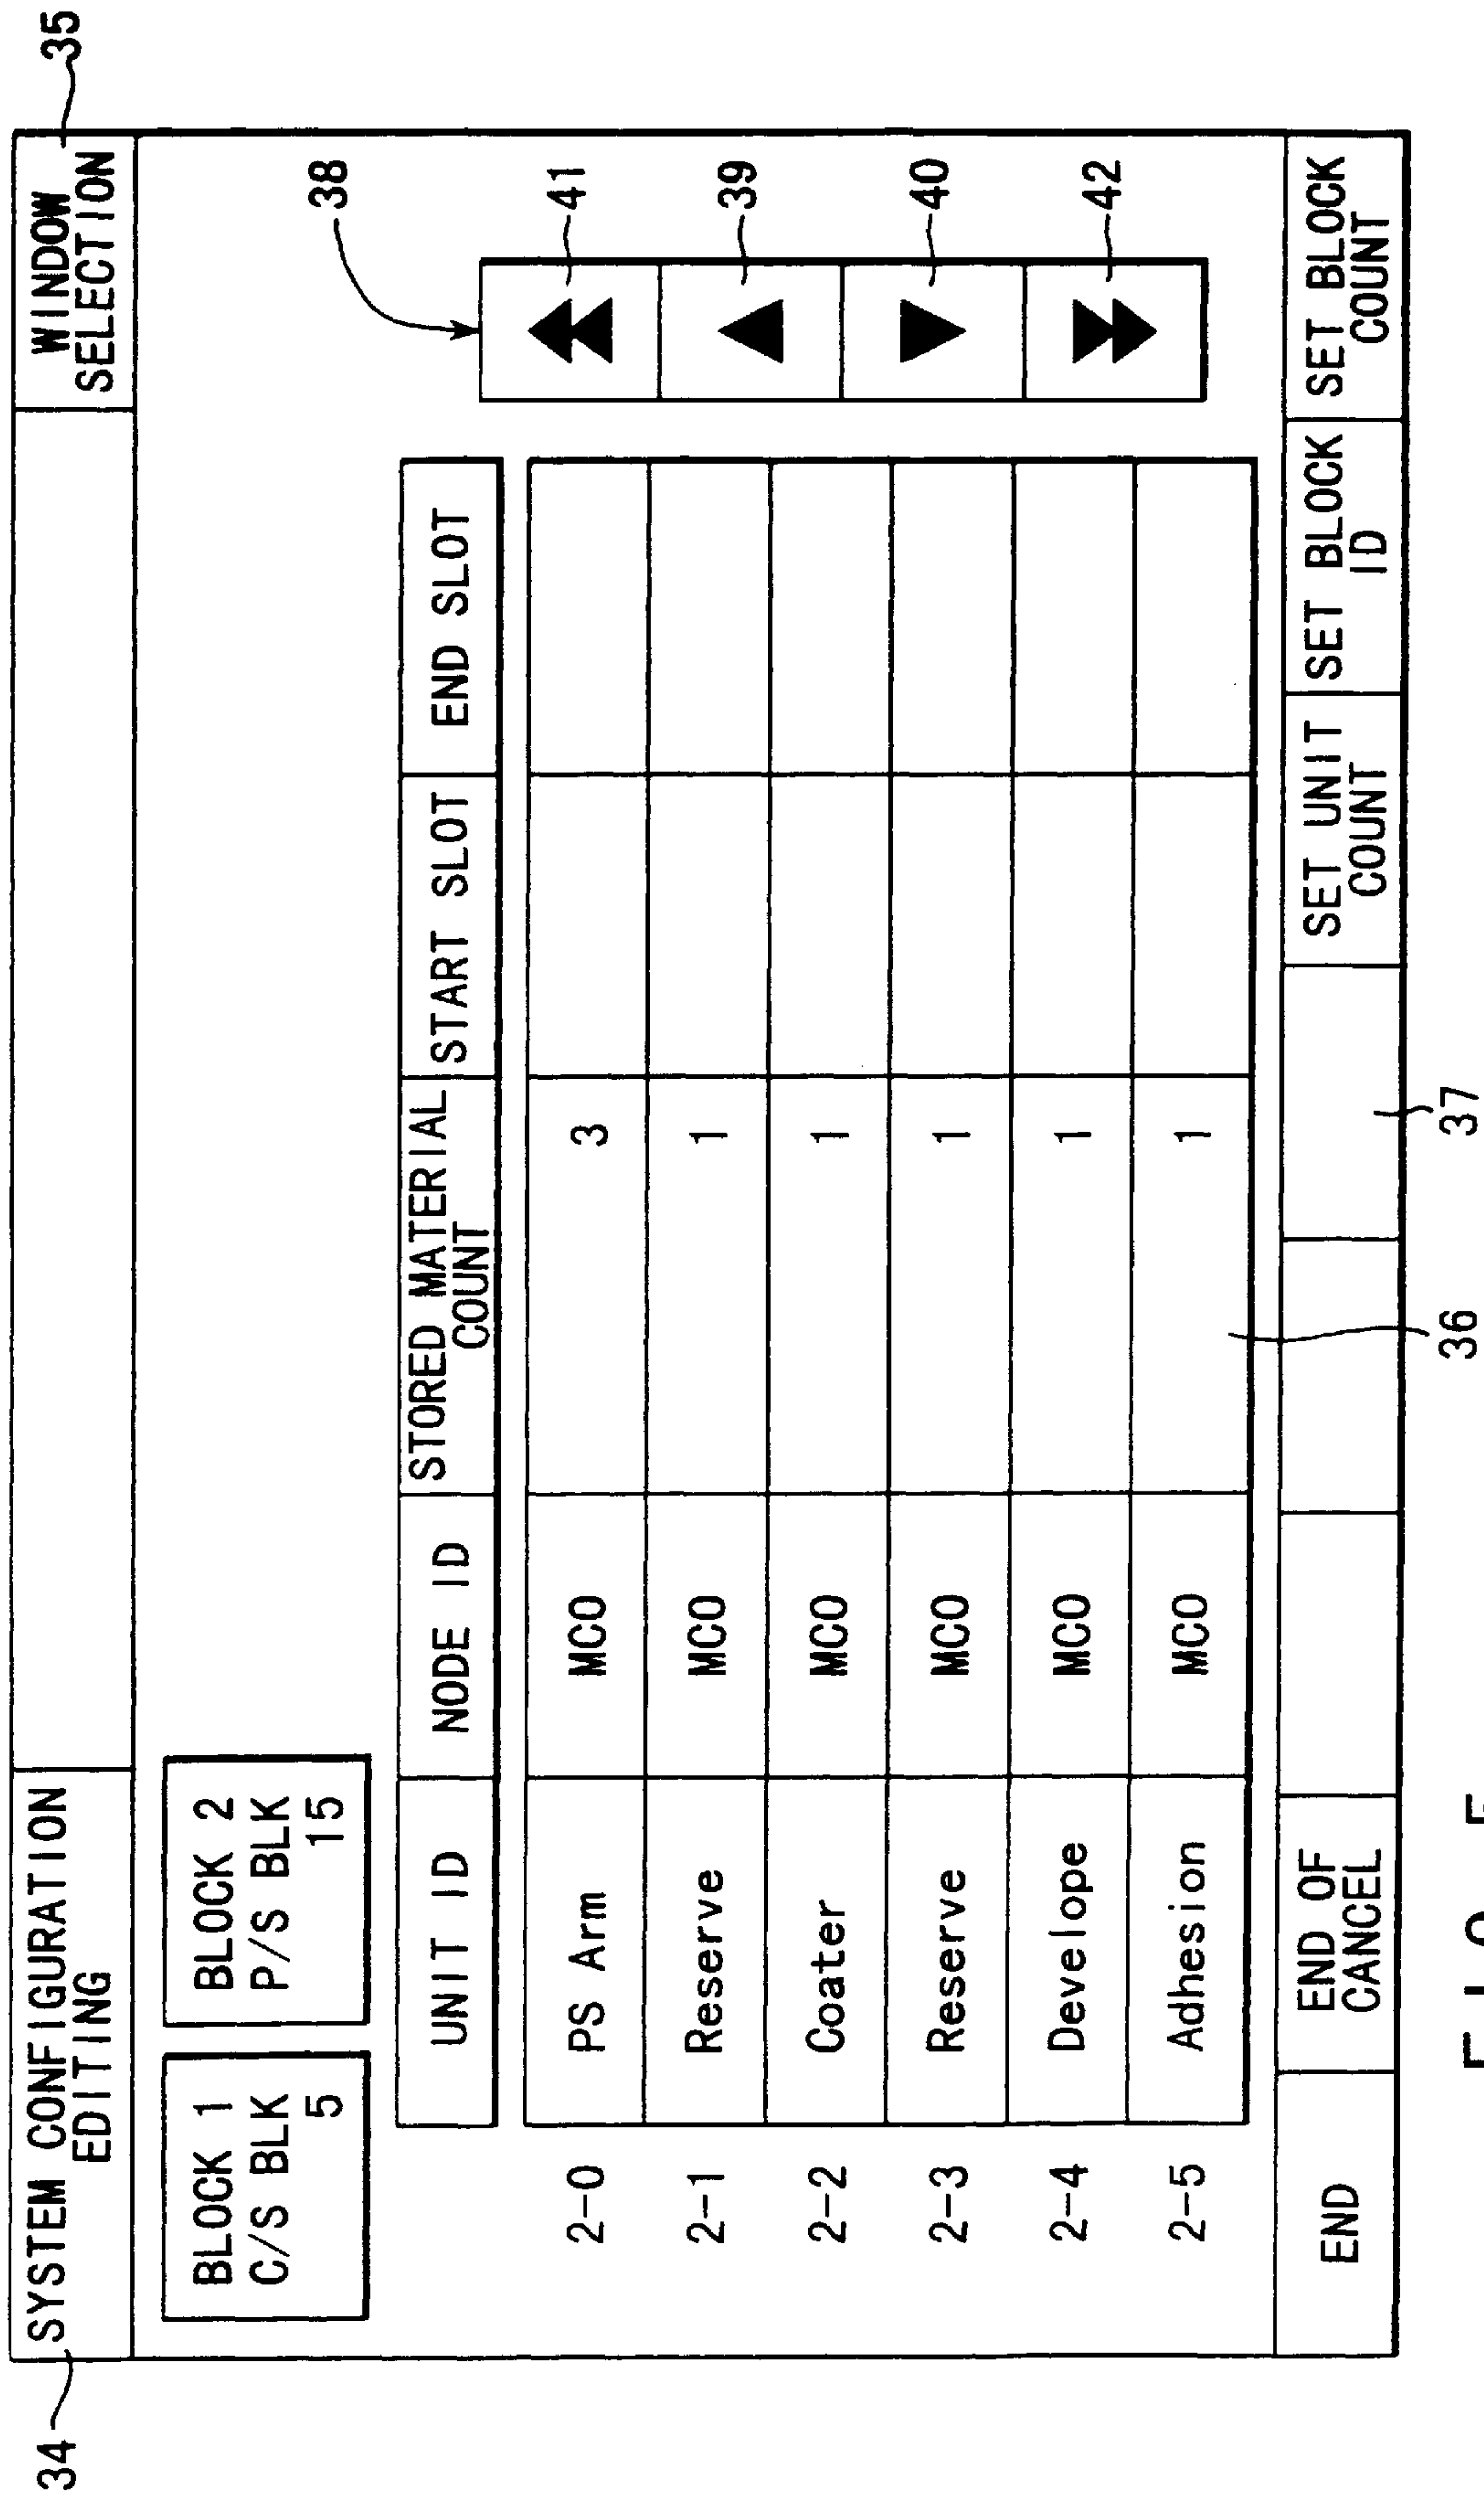 34
SYSTEM CONFIGURATION
EDITING
WINDOW
SELECTION
35
BLOCK 1
C/S BLK
5
BLOCK 2
P/S BLK
15
38
UNIT ID
NODE ID
STORED MATERIAL
COUNT
START SLOT
END SLOT
2-0 PS Arm MCO 3
2-1 Reserve MCO 1
2-2 Coater MCO 1
2-3 Reserve MCO 1
2-4 Develope MCO 1
2-5 Adhesion MCO 1
41
39
40
42
END
END OF
CANCEL
SET UNIT
COUNT
SET BLOCK
ID
SET BLOCK
COUNT
36
37